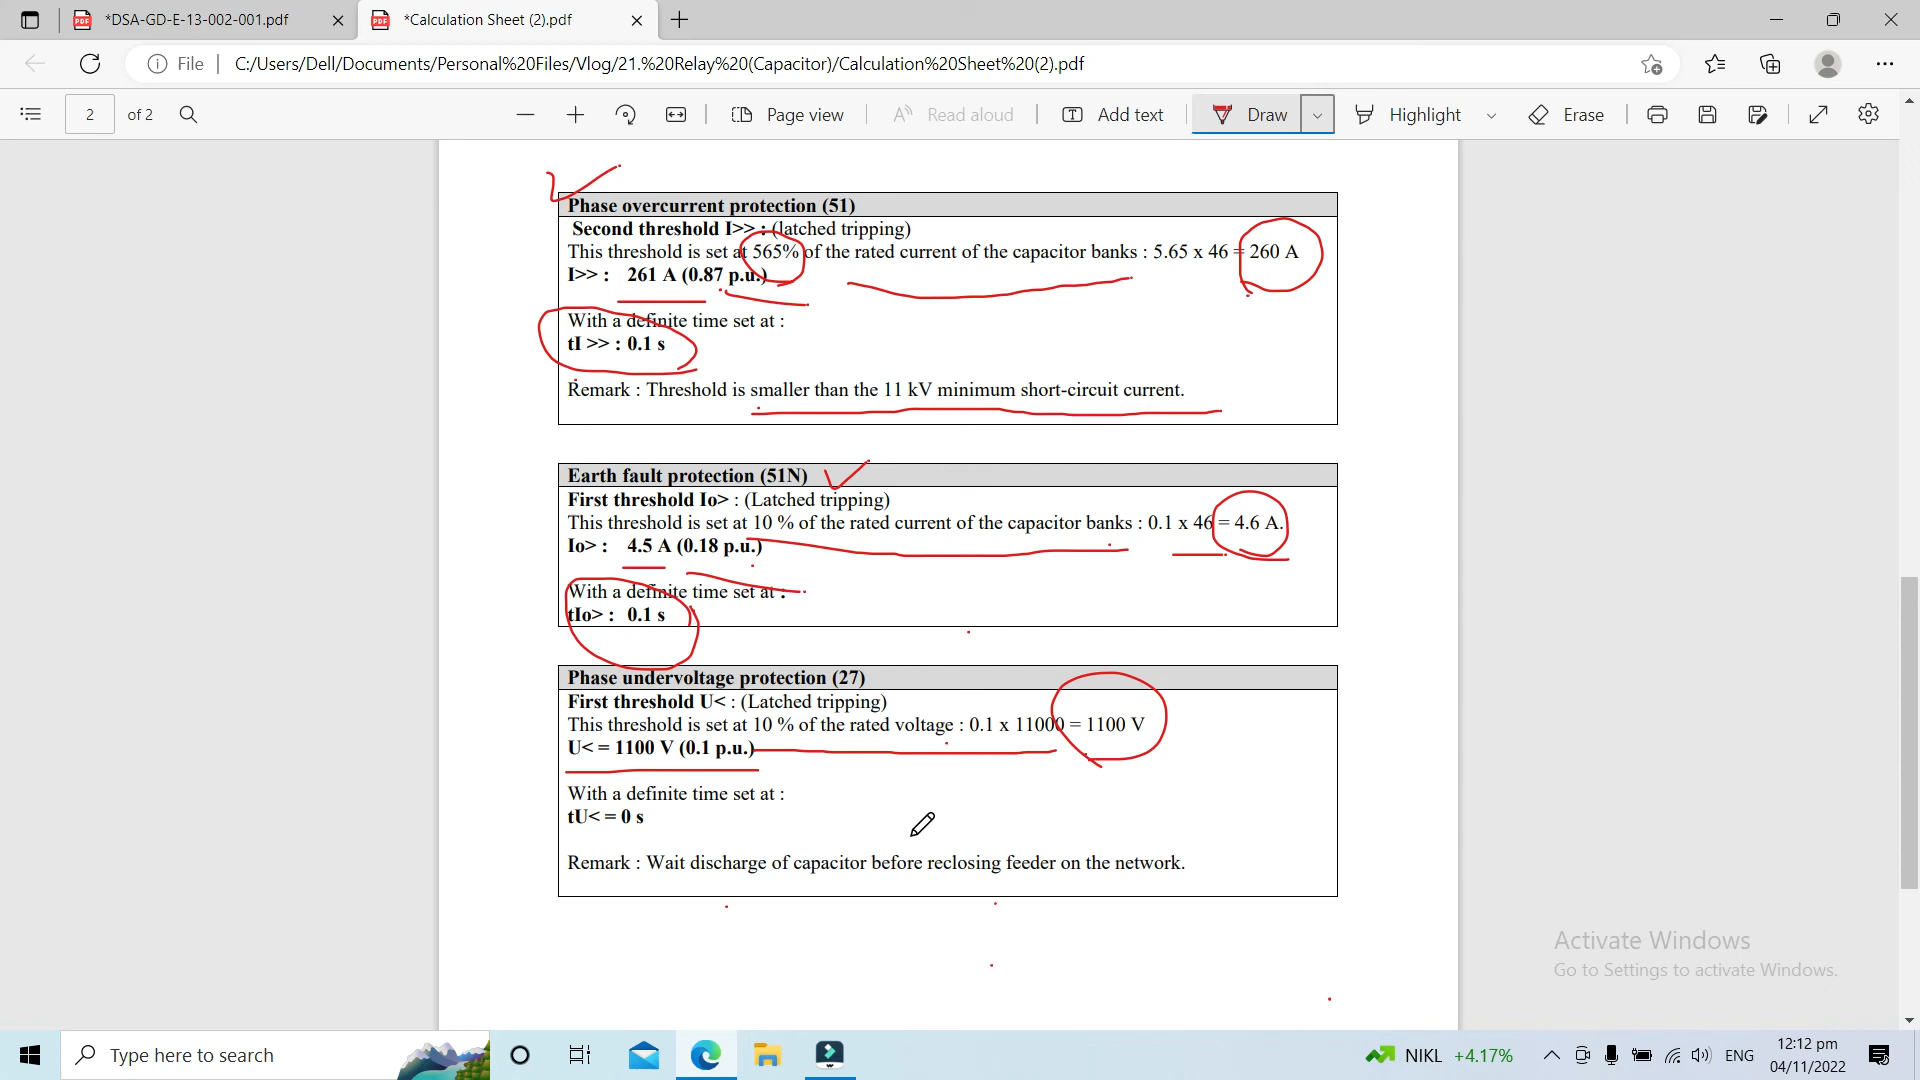 *DSA-GD-E-13-002-001.pdf
*Calculation Sheet (2).pdf
File
C:/Users/Dell/Documents/Personal%20Files/Vlog/21.%20Relay%20(Capacitor)/Calculation%20Sheet%20(2).pdf
2 of 2
Page view
Read aloud
Add text
Draw
Highlight
Erase
Phase overcurrent protection (51)
Second threshold I>> : (latched tripping)
This threshold is set at 565% of the rated current of the capacitor banks : 5.65 x 46 = 260 A
I>> : 261 A (0.87 p.u.)
With a definite time set at :
tI >> : 0.1 s
Remark : Threshold is smaller than the 11 kV minimum short-circuit current.
Earth fault protection (51N)
First threshold Io> : (Latched tripping)
This threshold is set at 10 % of the rated current of the capacitor banks : 0.1 x 46 = 4.6 A.
Io> : 4.5 A (0.18 p.u.)
With a definite time set at :
tIo> : 0.1 s
Phase undervoltage protection (27)
First threshold U< : (Latched tripping)
This threshold is set at 10 % of the rated voltage : 0.1 x 11000 = 1100 V
U< = 1100 V (0.1 p.u.)
With a definite time set at :
tU< = 0 s
Remark : Wait discharge of capacitor before reclosing feeder on the network.
Activate Windows
Go to Settings to activate Windows.
Type here to search
NIKL +4.17%
ENG
12:12 pm
04/11/2022